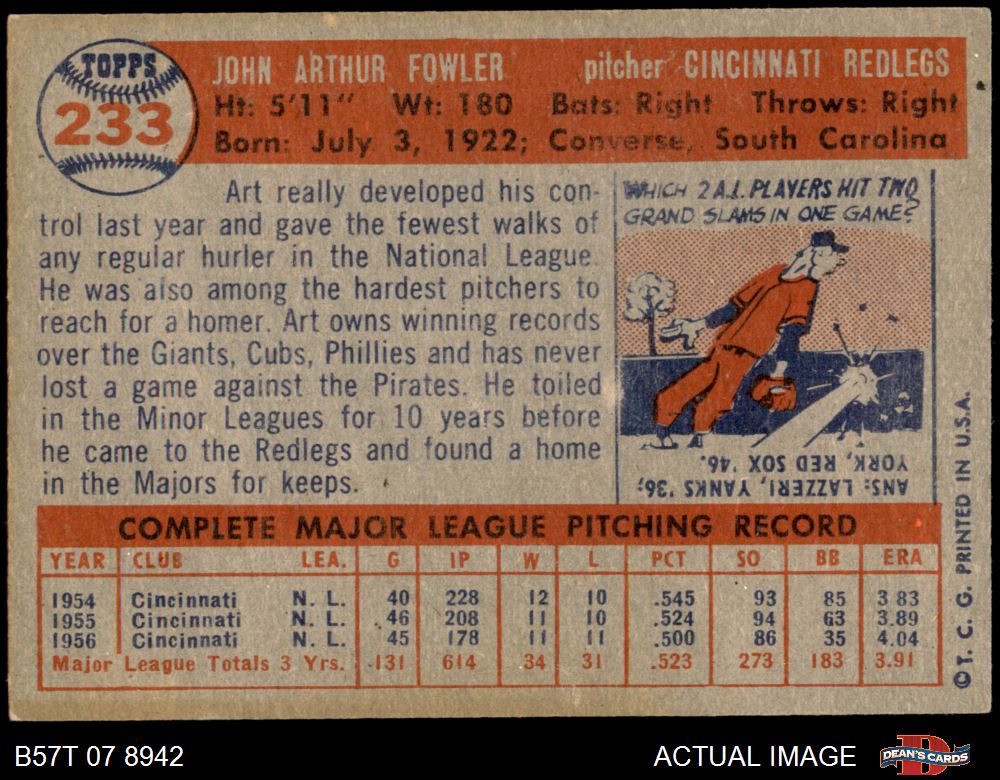 TOPPS
233
JOHN ARTHUR FOWLER pitcher CINCINNATI REDLEGS
Ht: 5'11" Wt: 180 Bats: Right Throws: Right
Born: July 3, 1922; Converse, South Carolina
Art really developed his con-
trol last year and gave the fewest walks of
any regular hurler in the National League.
He was also among the hardest pitchers to
reach for a homer. Art owns winning records
over the Giants, Cubs, Phillies and has never
lost a game against the Pirates. He toiled
in the Minor Leagues for 10 years before
he came to the Redlegs and found a home
in the Majors for keeps.
WHICH 2 A.L. PLAYERS HIT TWO
GRAND SLAMS IN ONE GAME?
ANS: LAZZERI, YANKS '36;
YORK, RED SOX '46.
COMPLETE MAJOR LEAGUE PITCHING RECORD
YEAR CLUB LEA. G IP W L PCT SO BB ERA
1954 Cincinnati N. L. 40 228 12 10 .545 93 85 3.83
1955 Cincinnati N. L. 46 208 11 10 .524 94 63 3.89
1956 Cincinnati N. L. 45 178 11 11 .500 86 35 4.04
Major League Totals 3 Yrs. 131 614 34 31 .523 273 183 3.91
© T. C. G. PRINTED IN U.S.A.
B57T 07 8942 ACTUAL IMAGE
DEAN'S CARDS